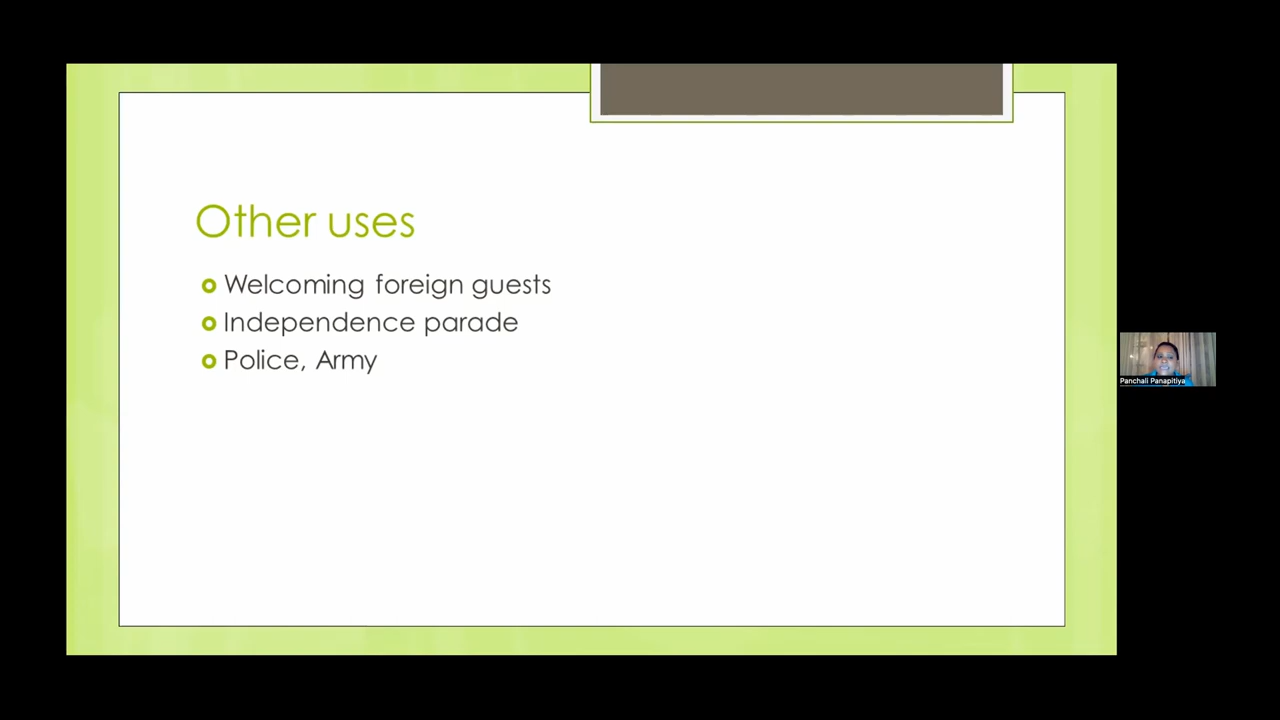 Other uses
Welcoming foreign guests
Independence parade
Police, Army
Panchali Panapitiya